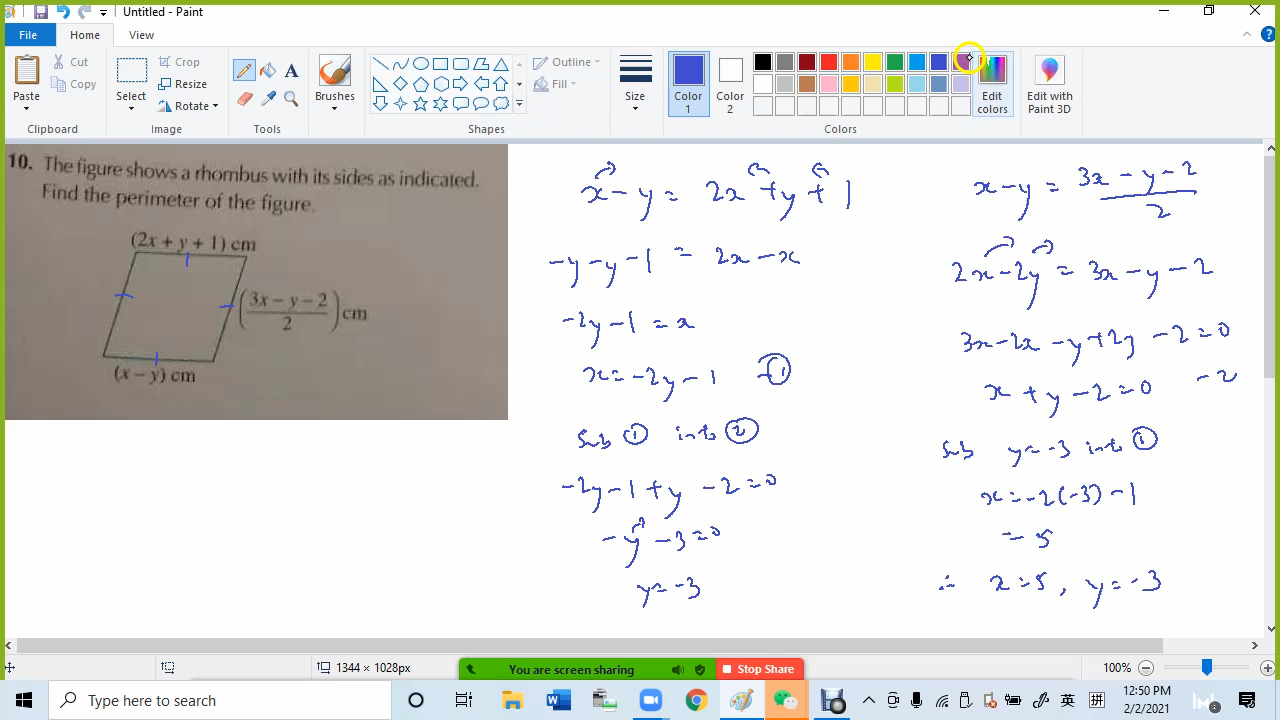 Untitled - Paint
File Home View
Paste
Cut
Copy
Clipboard
Select
Crop
Resize
Rotate
Image
Tools
Brushes
Shapes
Outline
Fill
Size
Color 1
Color 2
Colors
Edit colors
Edit with Paint 3D
10. The figure shows a rhombus with its sides as indicated.
Find the perimeter of the figure.
(2x + y + 1) cm
(3x – y – 2 / 2) cm
(x – y) cm
x - y = 2x + y + 1
-y - y - 1 = 2x - x
-2y - 1 = x
x = -2y - 1 — ①
Sub ① into ②
-2y - 1 + y - 2 = 0
-y - 3 = 0
y = -3
x - y = 3x - y - 2 / 2
2x - 2y = 3x - y - 2
3x - 2x - y + 2y - 2 = 0
x + y - 2 = 0 - 2
Sub y = -3 into ①
x = -2(-3) - 1
= 5
∴ x = 5, y = -3
1344 × 1028px
100%
You are screen sharing
Stop Share
Type here to search
英
拼
12:50 PM
2/2/2021